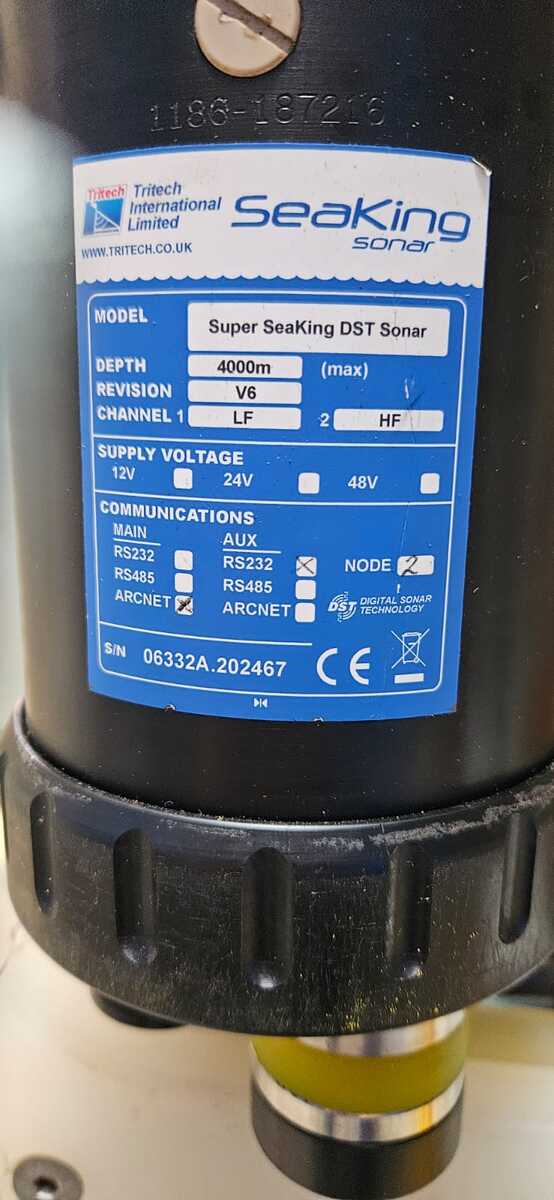 1186-187216
Tritech
Tritech
International
Limited
SeaKing
sonar
WWW.TRITECH.CO.UK
MODEL Super SeaKing DST Sonar
DEPTH 4000m (max)
REVISION V6
CHANNEL 1 LF 2 HF
SUPPLY VOLTAGE
12V 24V 48V
COMMUNICATIONS
MAIN AUX
RS232 RS232 X NODE 2
RS485 RS485
ARCNET X ARCNET
DST DIGITAL SONAR
TECHNOLOGY
S/N 06332A.202467 CE